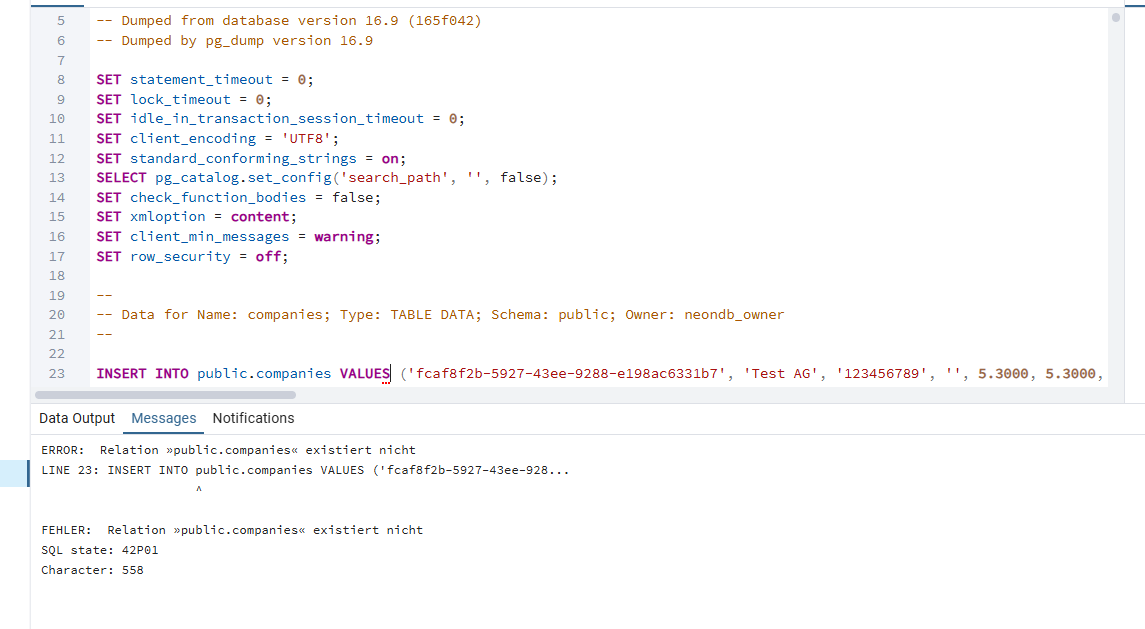 5 -- Dumped from database version 16.9 (165f042)
6 -- Dumped by pg_dump version 16.9
7
8 SET statement_timeout = 0;
9 SET lock_timeout = 0;
10 SET idle_in_transaction_session_timeout = 0;
11 SET client_encoding = 'UTF8';
12 SET standard_conforming_strings = on;
13 SELECT pg_catalog.set_config('search_path', '', false);
14 SET check_function_bodies = false;
15 SET xmloption = content;
16 SET client_min_messages = warning;
17 SET row_security = off;
18
19 --
20 -- Data for Name: companies; Type: TABLE DATA; Schema: public; Owner: neondb_owner
21 --
22
23 INSERT INTO public.companies VALUES ('fcaf8f2b-5927-43ee-9288-e198ac6331b7', 'Test AG', '123456789', '', 5.3000, 5.3000,
Data Output Messages Notifications
ERROR:  Relation »public.companies« existiert nicht
LINE 23: INSERT INTO public.companies VALUES ('fcaf8f2b-5927-43ee-928...
^
FEHLER:  Relation »public.companies« existiert nicht
SQL state: 42P01
Character: 558